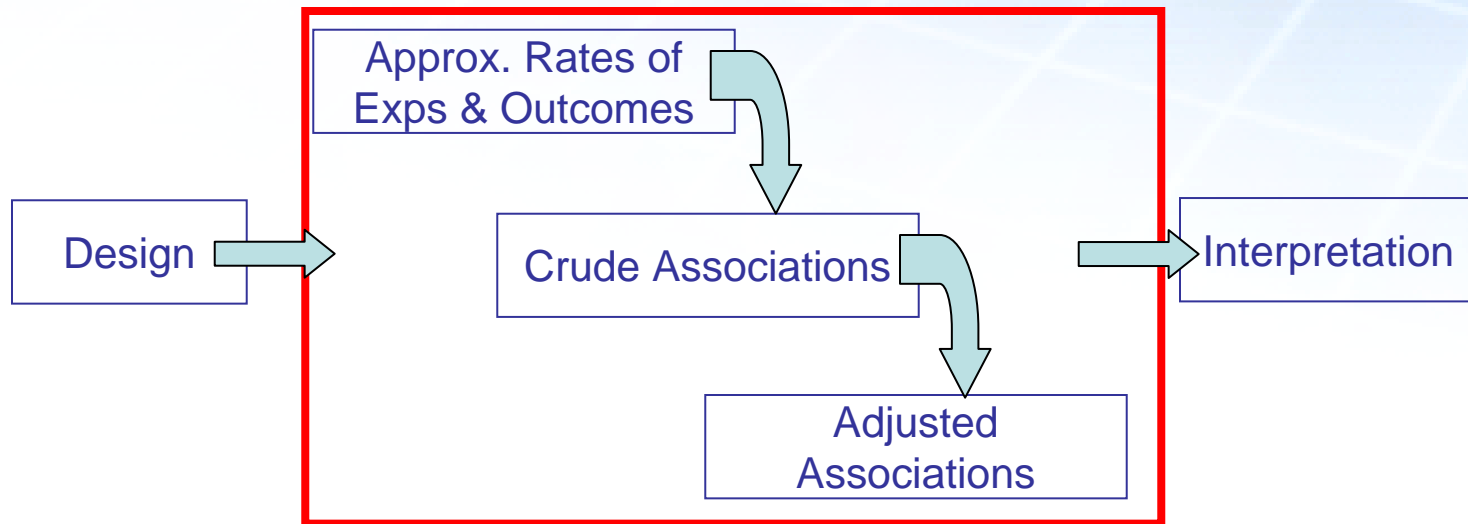 Approx. Rates of
Exps & Outcomes
Design
Crude Associations
Interpretation
Adjusted
Associations